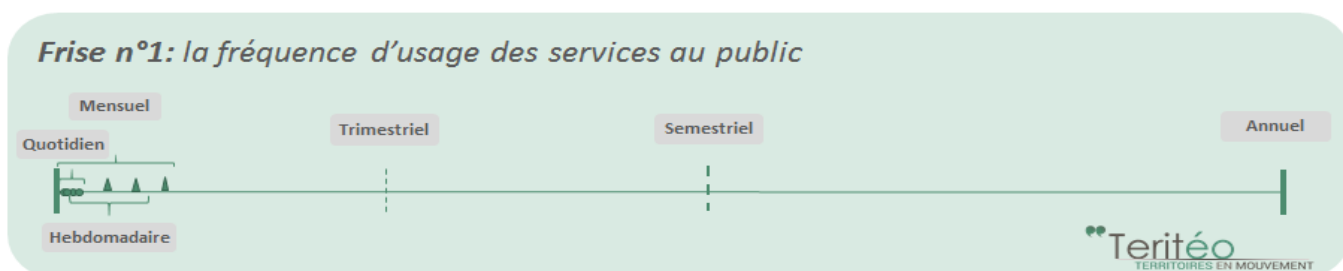 Frise n°1: la fréquence d’usage des services au public
Mensuel
Quotidien
Trimestriel
Semestriel
Annuel
Hebdomadaire
Teritéo
TERRITOIRES EN MOUVEMENT